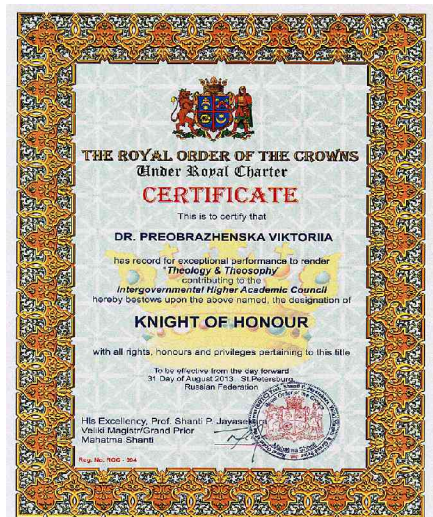 THE ROYAL ORDER OF THE CROWNS
Under Royal Charter
CERTIFICATE
This is to certify that
DR. PREOBRAZHENSKA VIKTORIIA
has record for exceptional performance to render
"Theology & Theosophy"
contributing to the
Intergovernmental Higher Academic Council
hereby bestows upon the above named, the designation of
KNIGHT OF HONOUR
with all rights, honours and privileges pertaining to this title
To be effective from the day forward
31 Day of August 2013 , St.Petersburg,
Russian Federation
His Excellency, Prof. Shanti P. Jayasekara
Veliki Magistr/Grand Prior
Mahatma Shanti
Reg. No. ROC - 394